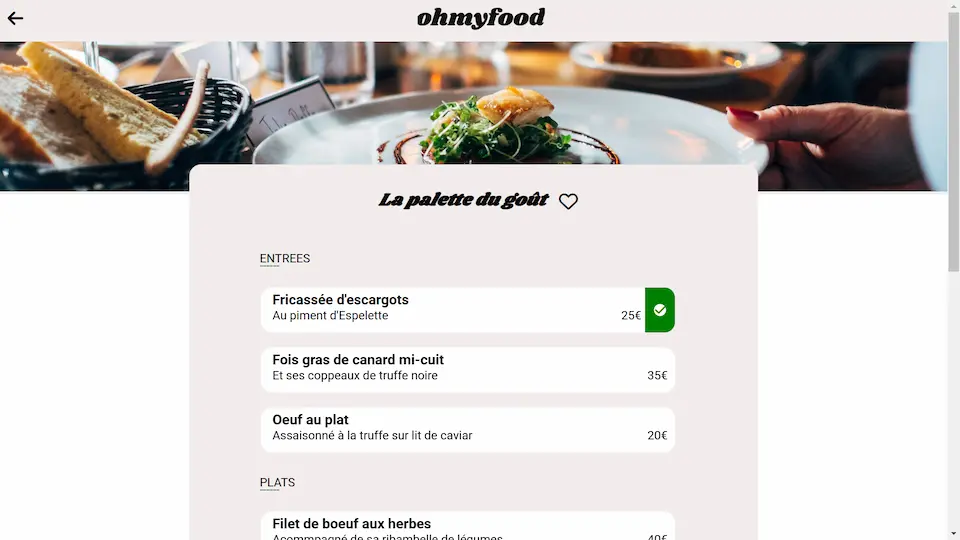 ohmyfood
La palette du goût
ENTREES
Fricassée d'escargots
Au piment d'Espelette
25€
Fois gras de canard mi-cuit
Et ses coppeaux de truffe noire
35€
Oeuf au plat
Assaisonné à la truffe sur lit de caviar
20€
PLATS
Filet de boeuf aux herbes
Acommpagné de sa ribambelle de légumes
40€